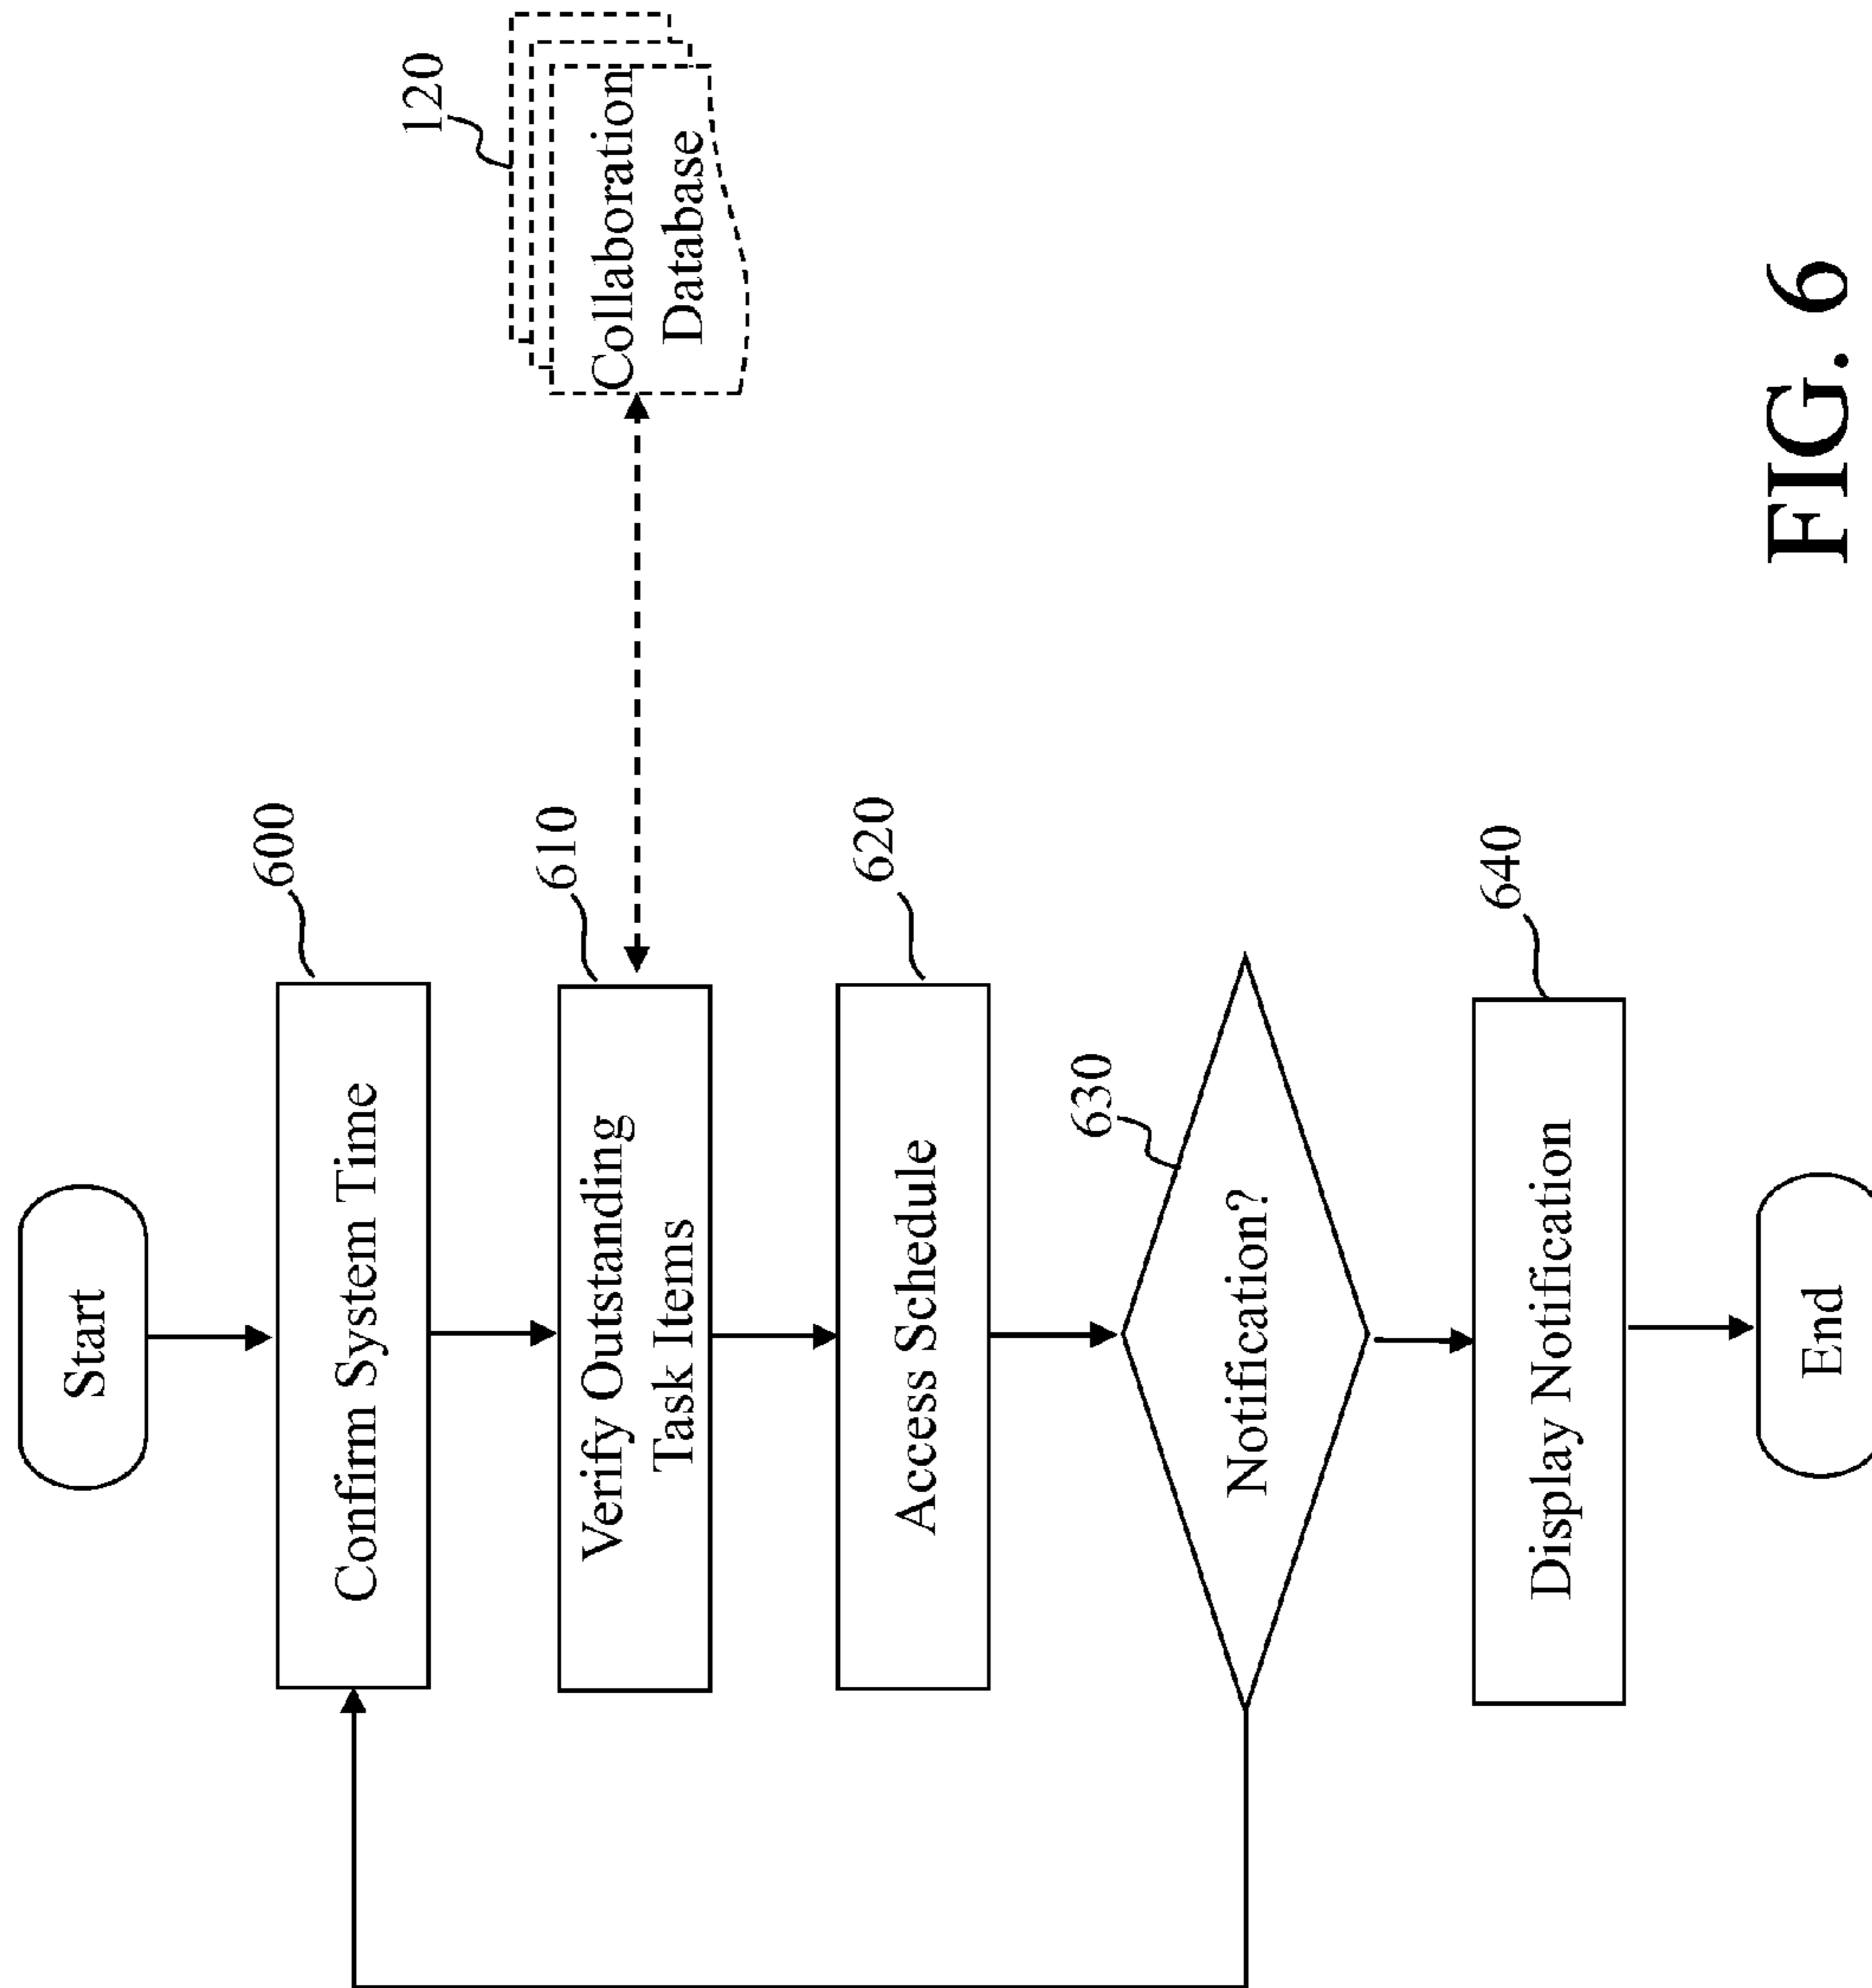 Start
600
Confirm System Time
120
Collaboration
Database
610
Verify Outstanding
Task Items
620
Access Schedule
630
Notification?
640
Display Notification
End
FIG. 6